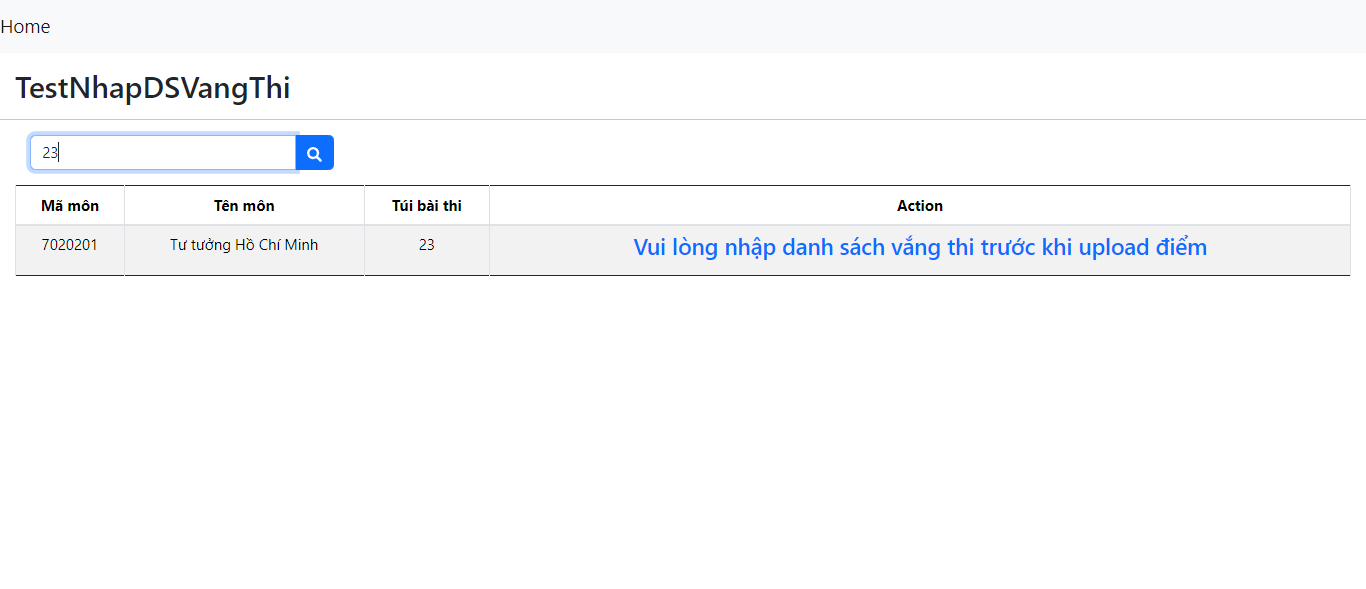 Home
TestNhapDSVangThi
23
Mã môn Tên môn Túi bài thi Action
7020201 Tư tưởng Hồ Chí Minh 23 Vui lòng nhập danh sách vắng thi trước khi upload điểm